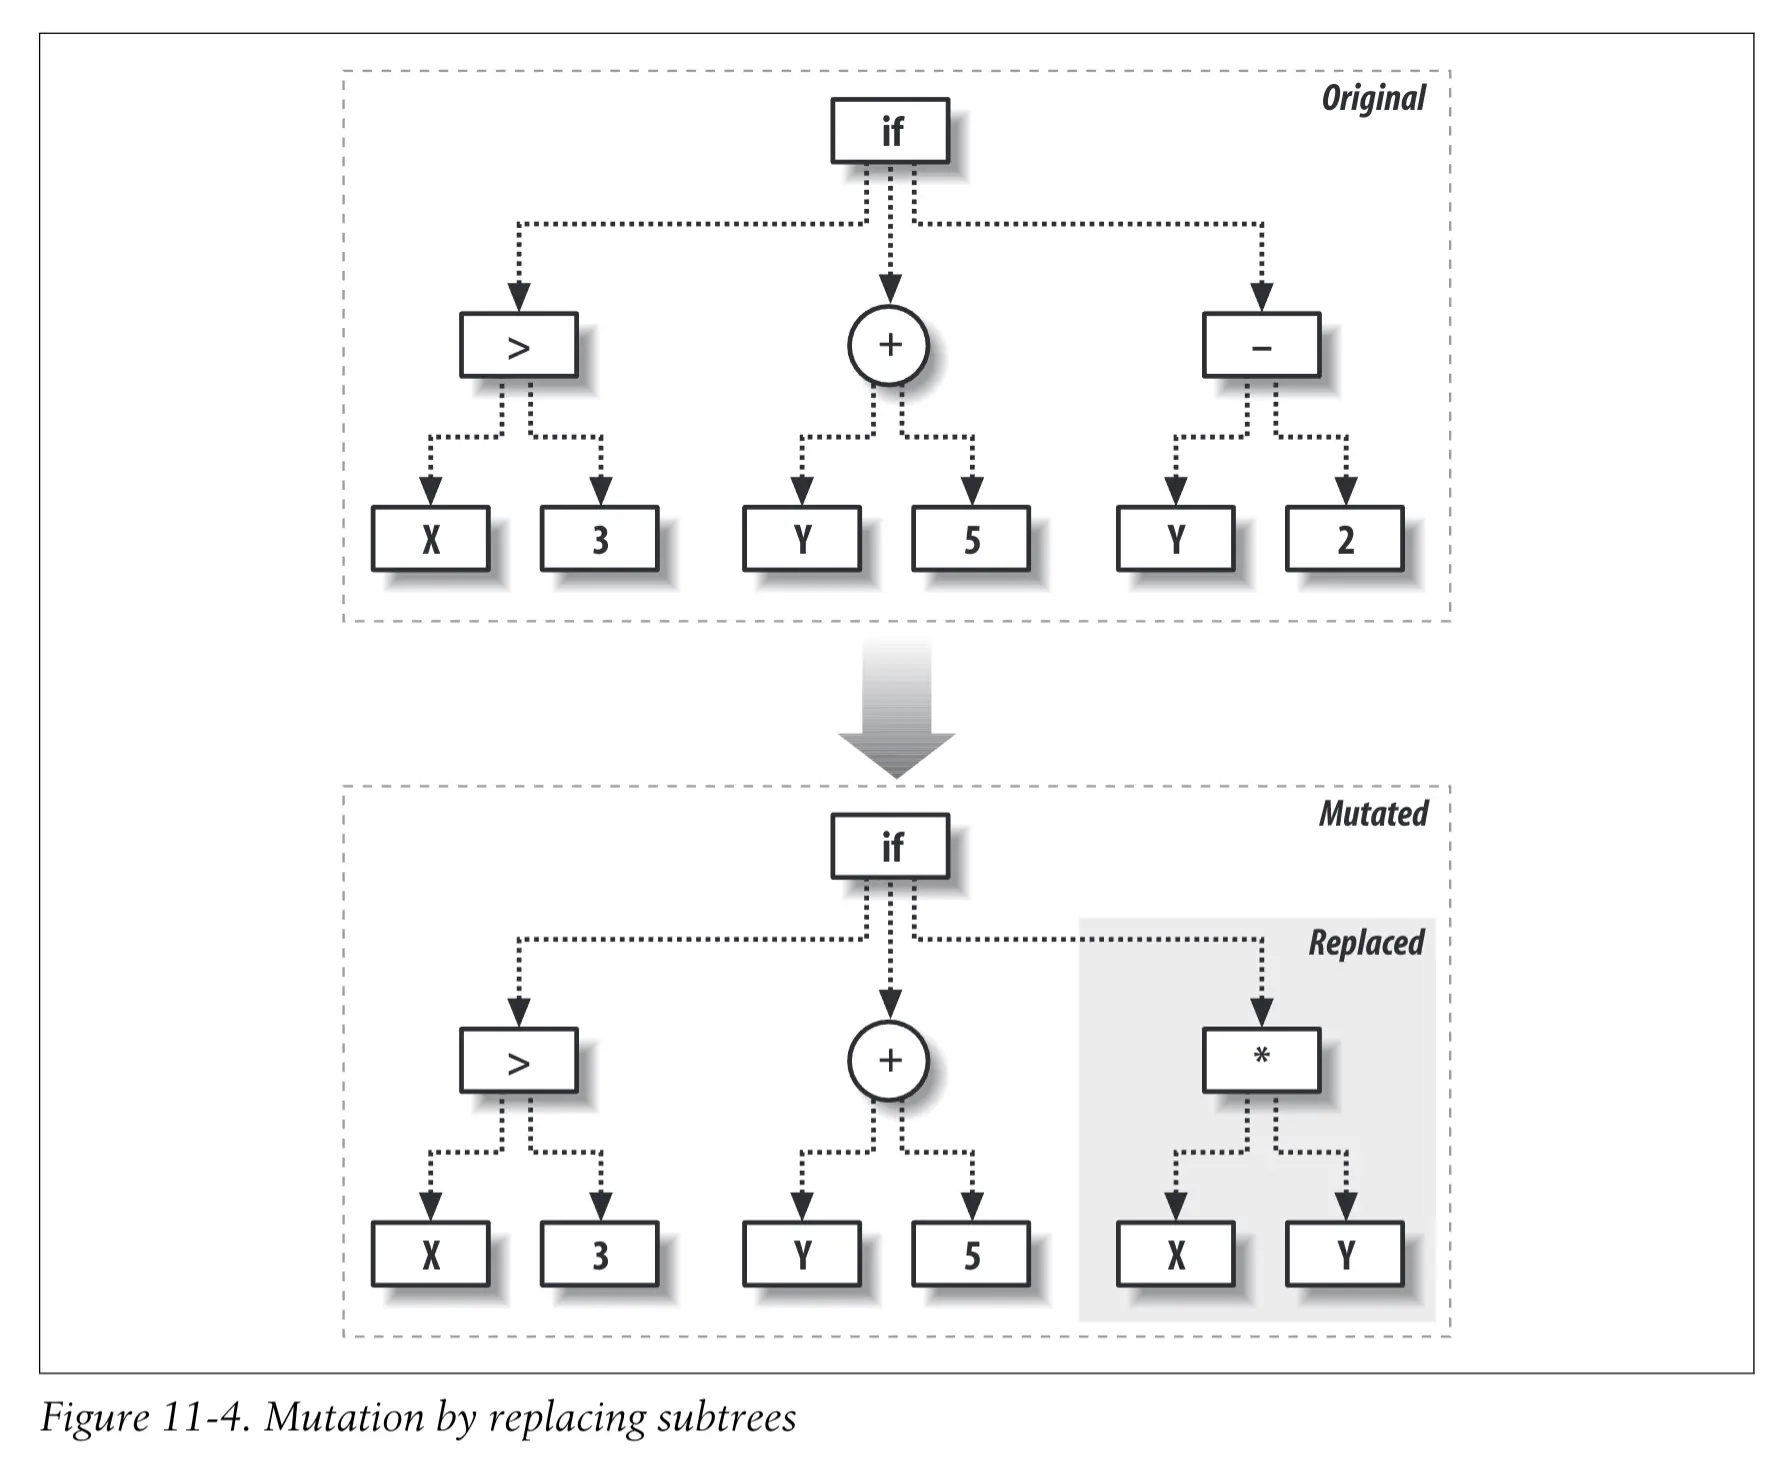 Original
if
> + –
X 3 Y 5 Y 2
Mutated
if
Replaced
> + *
X 3 Y 5 X Y
Figure 11-4. Mutation by replacing subtrees